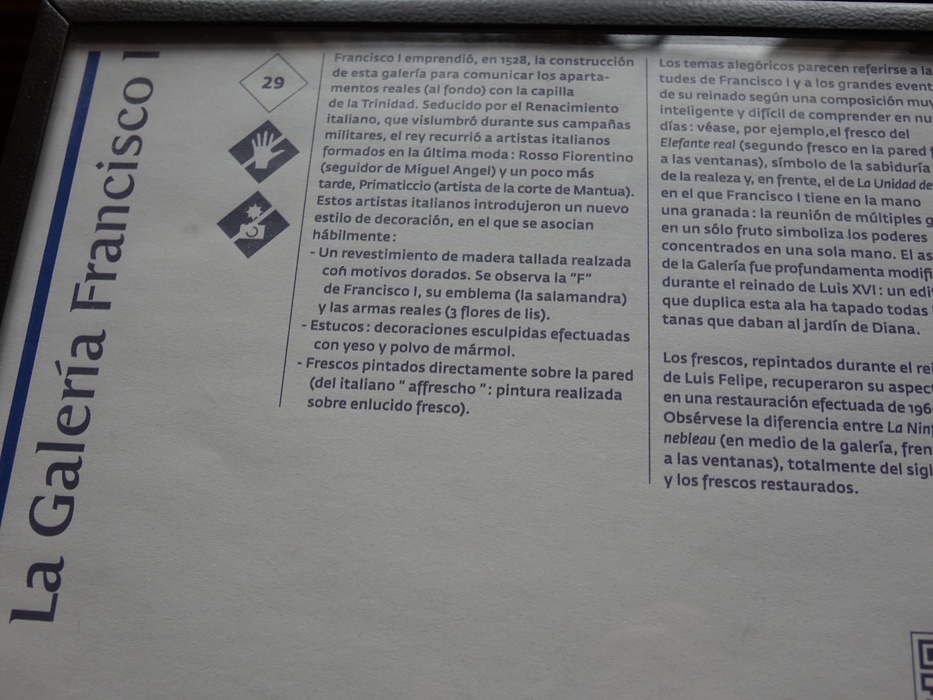 La Galería Francisco I
29
Francisco I emprendió, en 1528, la construcción
de esta galería para comunicar los aparta-
mentos reales (al fondo) con la capilla
de la Trinidad. Seducido por el Renacimiento
italiano, que vislumbró durante sus campañas
militares, el rey recurrió a artistas italianos
formados en la última moda : Rosso Fiorentino
(seguidor de Miguel Angel) y un poco más
tarde, Primaticcio (artista de la corte de Mantua).
Estos artistas italianos introdujeron un nuevo
estilo de decoración, en el que se asocian
hábilmente :
- Un revestimiento de madera tallada realzada
con motivos dorados. Se observa la "F"
de Francisco I, su emblema (la salamandra)
y las armas reales (3 flores de lis).
- Estucos : decoraciones esculpidas efectuadas
con yeso y polvo de mármol.
- Frescos pintados directamente sobre la pared
(del italiano " affrescho " : pintura realizada
sobre enlucido fresco).
Los temas alegóricos parecen referirse a la
tudes de Francisco I y a los grandes event
de su reinado según una composición muy
inteligente y difícil de comprender en nu
días : véase, por ejemplo,el fresco del
Elefante real (segundo fresco en la pared f
a las ventanas), símbolo de la sabiduría
de la realeza y, en frente, el de La Unidad de
en el que Francisco I tiene en la mano
una granada : la reunión de múltiples g
en un sólo fruto simboliza los poderes
concentrados en una sola mano. El as
de la Galería fue profundamente modifi
durante el reinado de Luis XVI : un edi
que duplica esta ala ha tapado todas
tanas que daban al jardín de Diana.
Los frescos, repintados durante el rei
de Luis Felipe, recuperaron su aspect
en una restauración efectuada de 196
Obsérvese la diferencia entre La Nin
nebleau (en medio de la galería, fren
a las ventanas), totalmente del sigl
y los frescos restaurados.